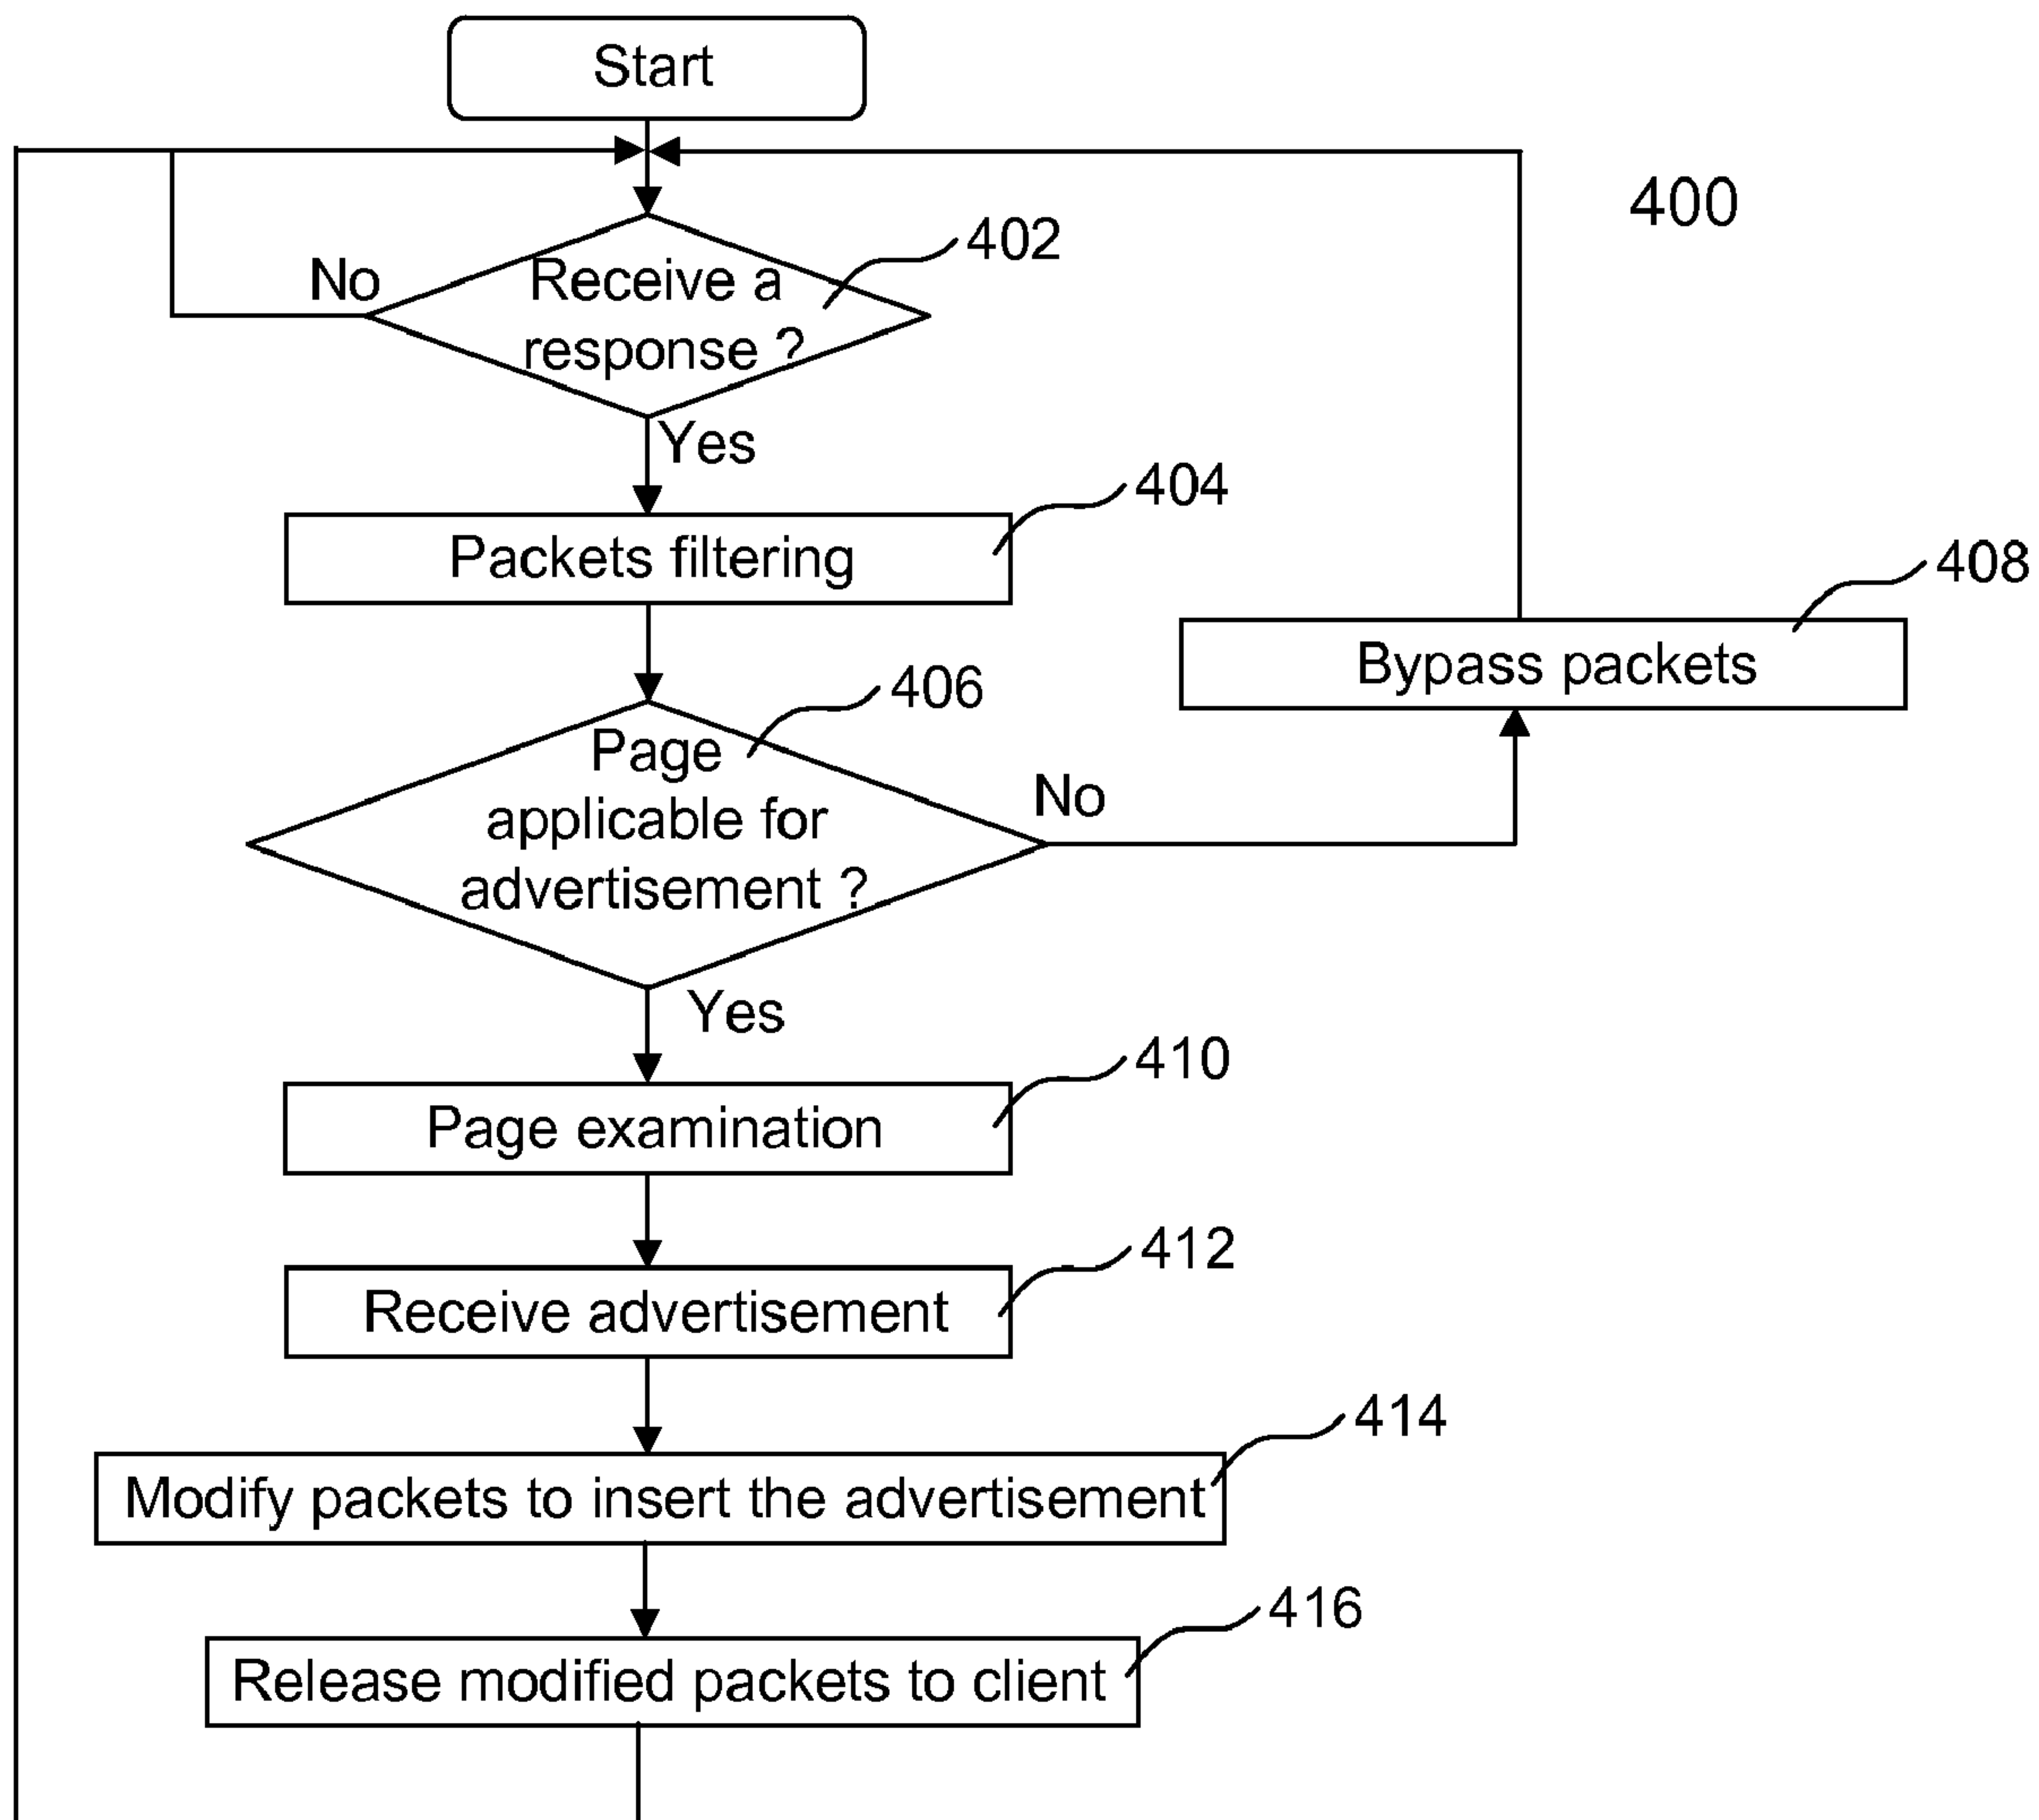 Start
400
402
No
Receive a
response ?
Yes
404
Packets filtering
408
Bypass packets
406
Page
applicable for
advertisement ?
No
Yes
410
Page examination
412
Receive advertisement
414
Modify packets to insert the advertisement
416
Release modified packets to client